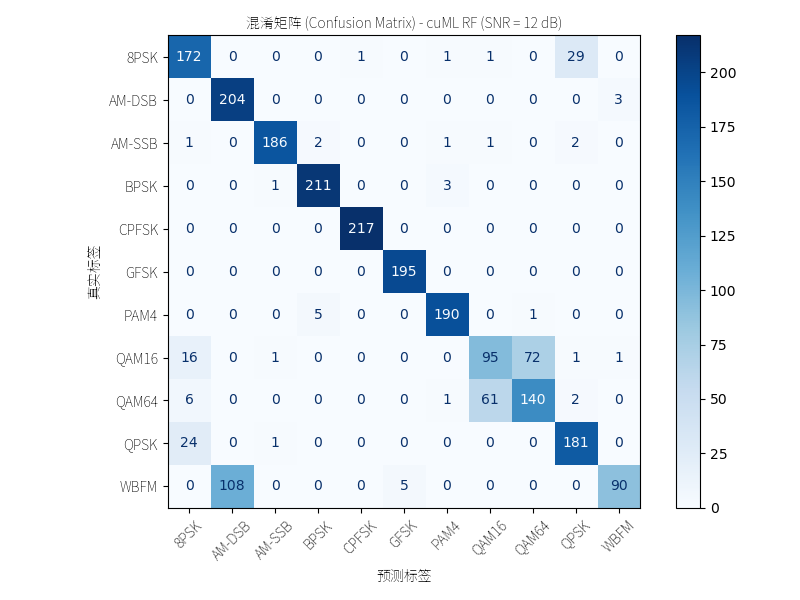 混淆矩阵 (Confusion Matrix) - cuML RF (SNR = 12 dB)
真实标签
8PSK 172 0 0 0 1 0 1 1 0 29 0
AM-DSB 0 204 0 0 0 0 0 0 0 0 3
AM-SSB 1 0 186 2 0 0 1 1 0 2 0
BPSK 0 0 1 211 0 0 3 0 0 0 0
CPFSK 0 0 0 0 217 0 0 0 0 0 0
GFSK 0 0 0 0 0 195 0 0 0 0 0
PAM4 0 0 0 5 0 0 190 0 1 0 0
QAM16 16 0 1 0 0 0 0 95 72 1 1
QAM64 6 0 0 0 0 0 1 61 140 2 0
QPSK 24 0 1 0 0 0 0 0 0 181 0
WBFM 0 108 0 0 0 5 0 0 0 0 90
8PSK AM-DSB AM-SSB BPSK CPFSK GFSK PAM4 QAM16 QAM64 QPSK WBFM
预测标签
200
175
150
125
100
75
50
25
0